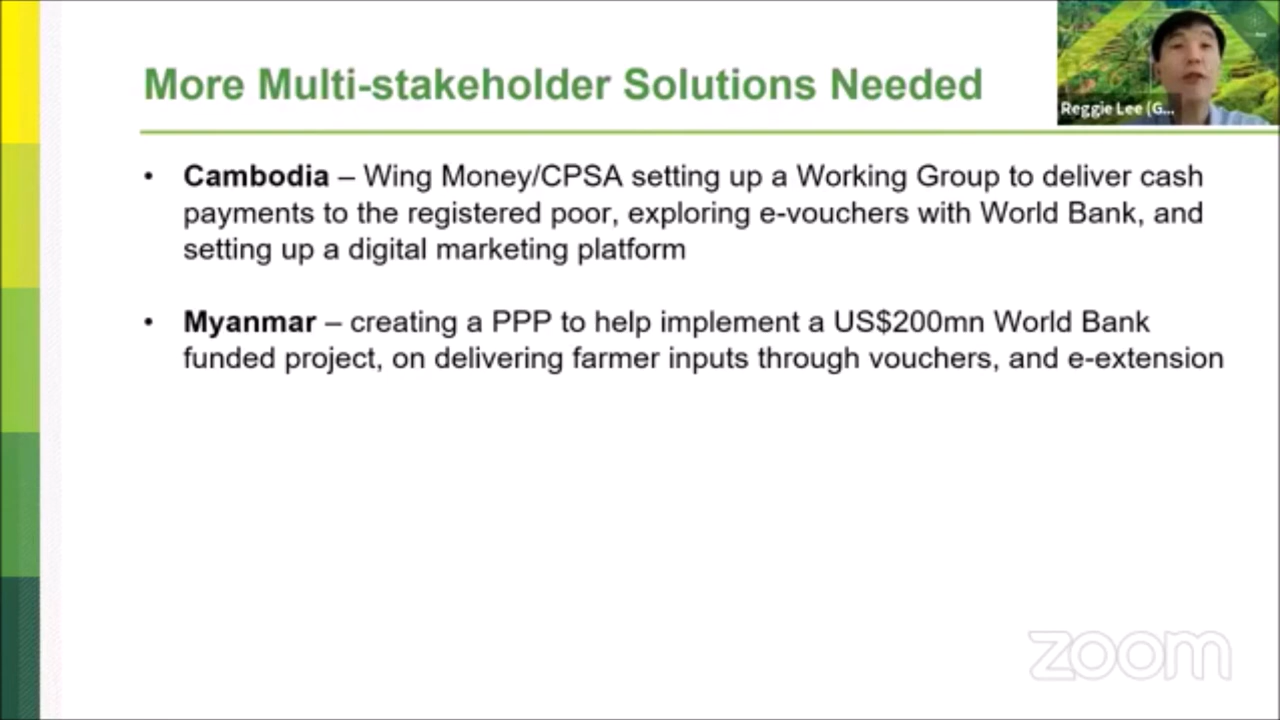 More Multi-stakeholder Solutions Needed
Reggie Lee (G...
• Cambodia – Wing Money/CPSA setting up a Working Group to deliver cash
payments to the registered poor, exploring e-vouchers with World Bank, and
setting up a digital marketing platform
• Myanmar – creating a PPP to help implement a US$200mn World Bank
funded project, on delivering farmer inputs through vouchers, and e-extension
zoom